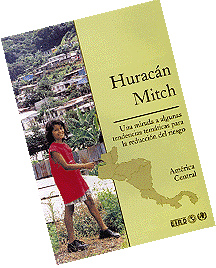 Huracán
Mitch
Una mirada a algunas
tendencias temáticas para
la reducción del riesgo
América
Central